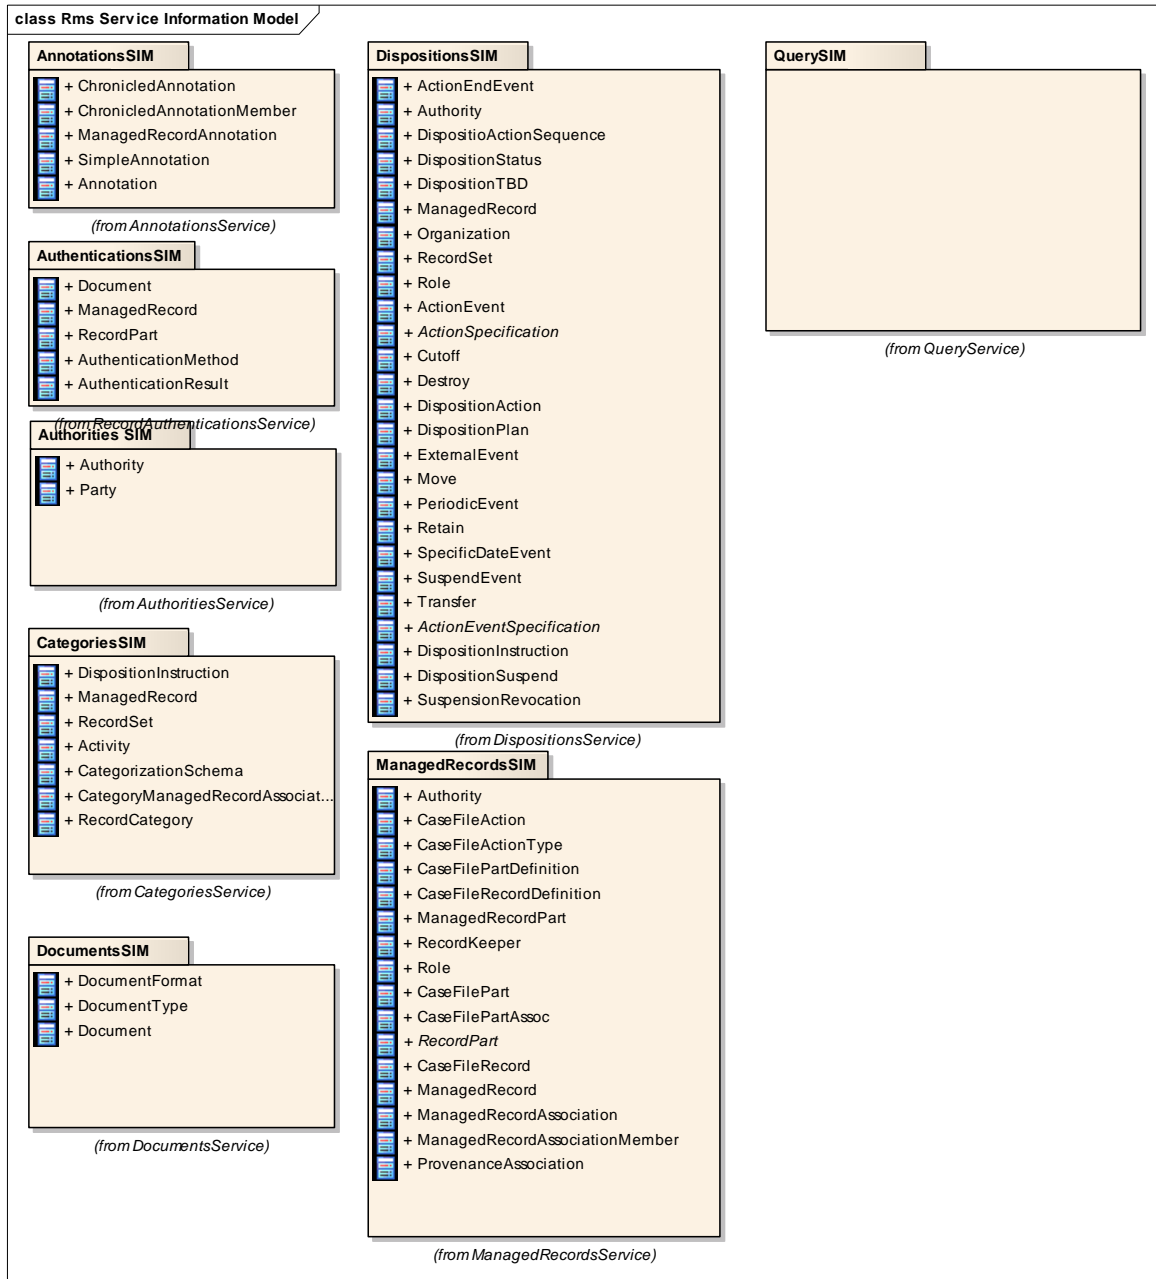 class Rms Service Information Model
AnnotationsSIM
+ ChronicledAnnotation
+ ChronicledAnnotationMember
+ ManagedRecordAnnotation
+ SimpleAnnotation
+ Annotation
(from AnnotationsService)
AuthenticationsSIM
+ Document
+ ManagedRecord
+ RecordPart
+ AuthenticationMethod
+ AuthenticationResult
(from RecordAuthenticationsService)
Authorities SIM
+ Authority
+ Party
(from AuthoritiesService)
CategoriesSIM
+ DispositionInstruction
+ ManagedRecord
+ RecordSet
+ Activity
+ CategorizationSchema
+ CategoryManagedRecordAssociat...
+ RecordCategory
(from CategoriesService)
DocumentsSIM
+ DocumentFormat
+ DocumentType
+ Document
(from DocumentsService)
DispositionsSIM
+ ActionEndEvent
+ Authority
+ DispositioActionSequence
+ DispositionStatus
+ DispositionTBD
+ ManagedRecord
+ Organization
+ RecordSet
+ Role
+ ActionEvent
+ ActionSpecification
+ Cutoff
+ Destroy
+ DispositionAction
+ DispositionPlan
+ ExternalEvent
+ Move
+ PeriodicEvent
+ Retain
+ SpecificDateEvent
+ SuspendEvent
+ Transfer
+ ActionEventSpecification
+ DispositionInstruction
+ DispositionSuspend
+ SuspensionRevocation
(from DispositionsService)
ManagedRecordsSIM
+ Authority
+ CaseFileAction
+ CaseFileActionType
+ CaseFilePartDefinition
+ CaseFileRecordDefinition
+ ManagedRecordPart
+ RecordKeeper
+ Role
+ CaseFilePart
+ CaseFilePartAssoc
+ RecordPart
+ CaseFileRecord
+ ManagedRecord
+ ManagedRecordAssociation
+ ManagedRecordAssociationMember
+ ProvenanceAssociation
(from ManagedRecordsService)
QuerySIM
(from QueryService)